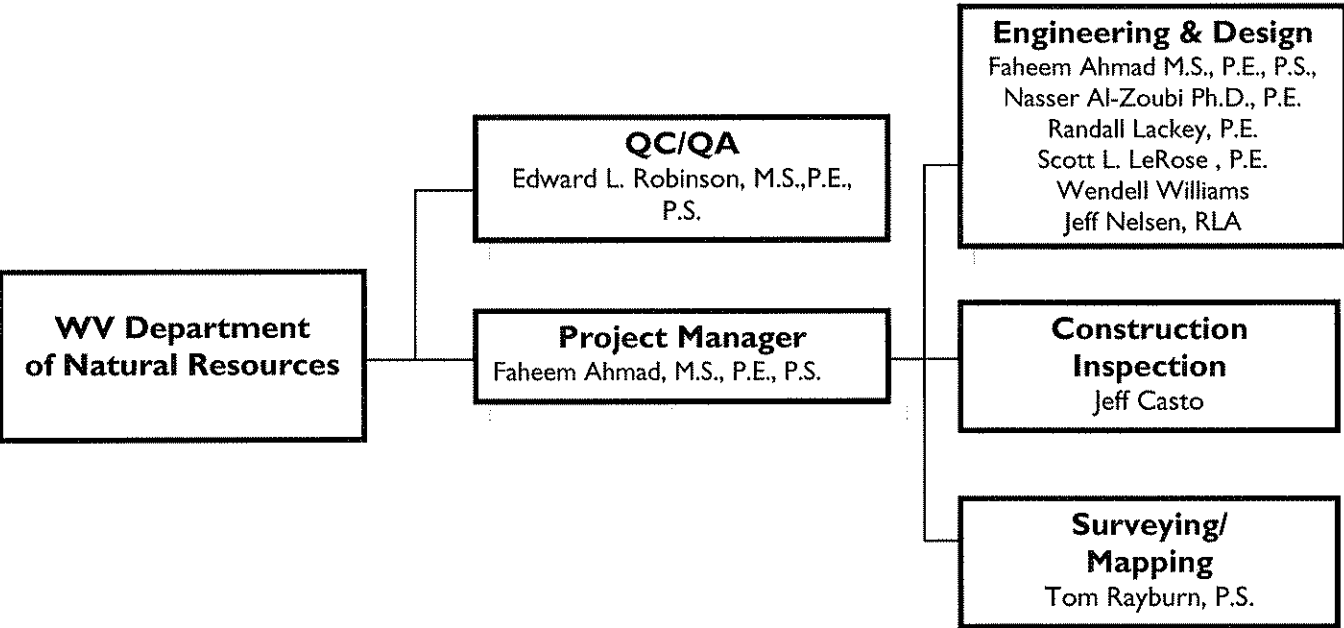 WV Department
of Natural Resources
QC/QA
Edward L. Robinson, M.S.,P.E.,
P.S.
Project Manager
Faheem Ahmad, M.S., P.E., P.S.
Engineering & Design
Faheem Ahmad M.S., P.E., P.S.,
Nasser Al-Zoubi Ph.D., P.E.
Randall Lackey, P.E.
Scott L. LeRose , P.E.
Wendell Williams
Jeff Nelsen, RLA
Construction
Inspection
Jeff Casto
Surveying/
Mapping
Tom Rayburn, P.S.